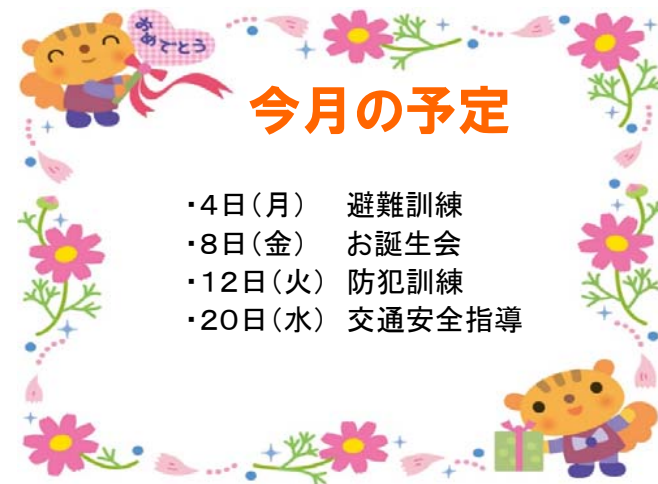 おめでとう
今月の予定
・4日（月）　避難訓練
・8日（金）　お誕生会
・12日（火）　防犯訓練
・20日（水）　交通安全指導